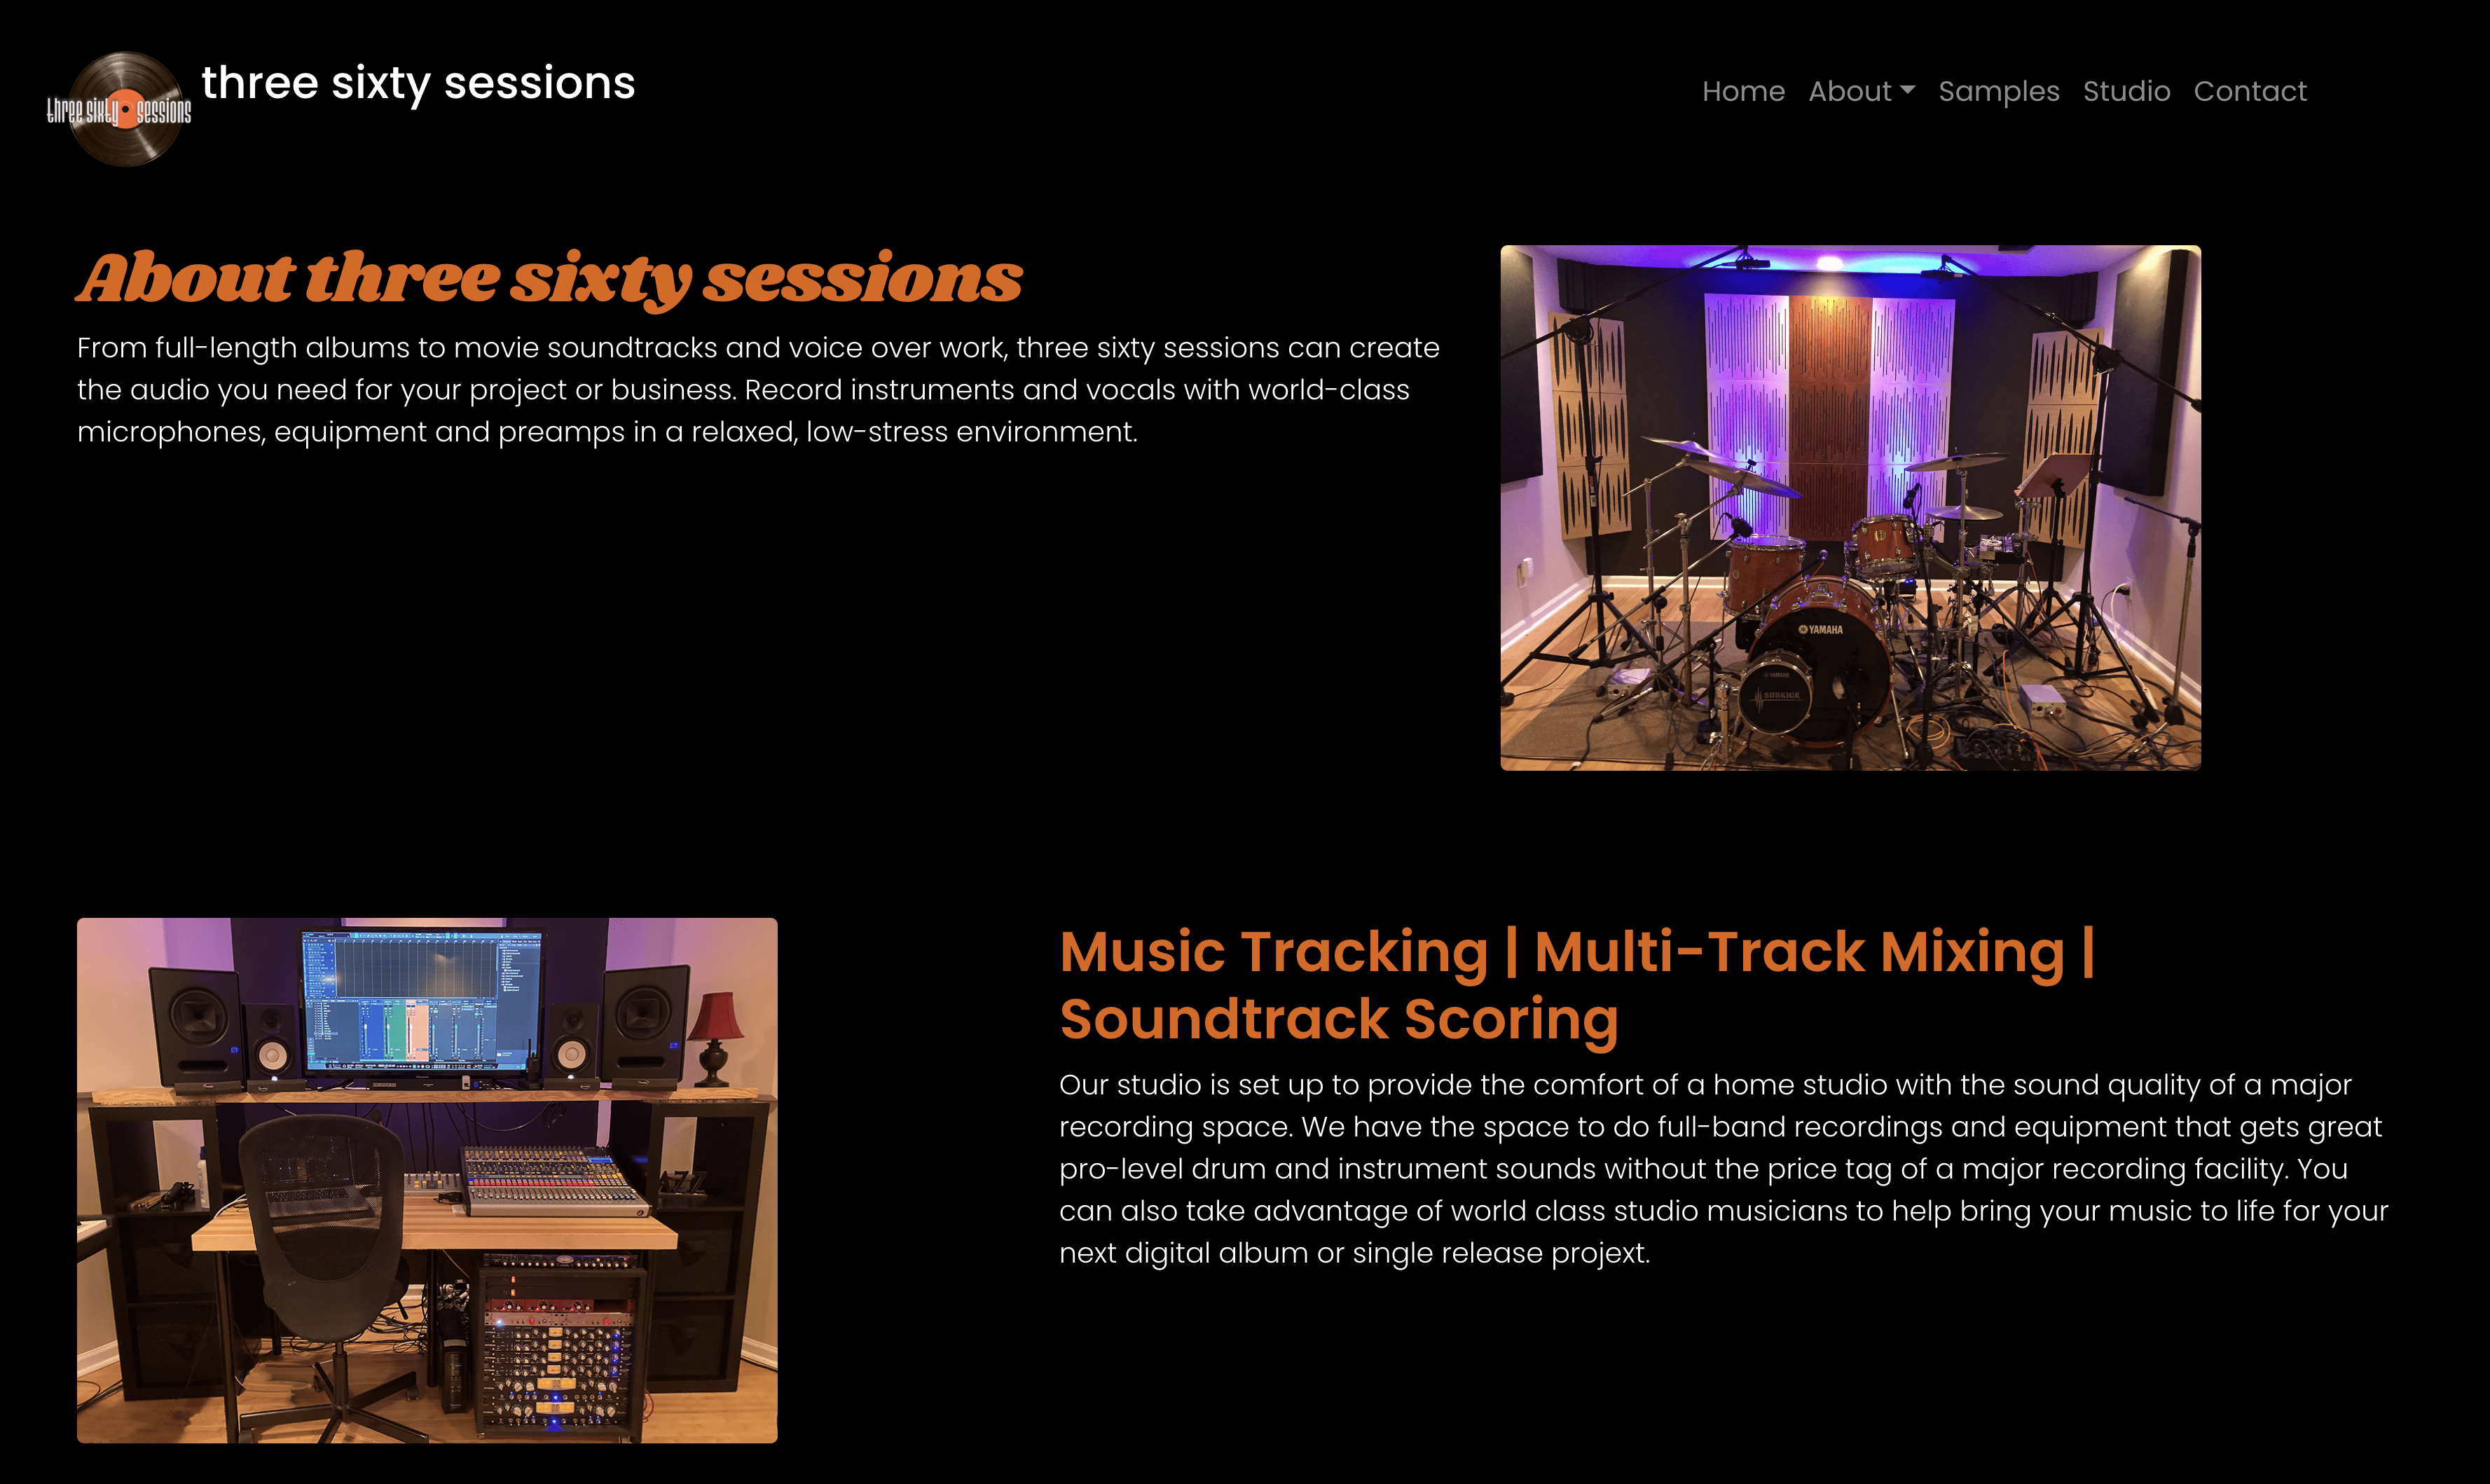 three sixty sessions
three sixty sessions
Home About Samples Studio Contact
About three sixty sessions
From full-length albums to movie soundtracks and voice over work, three sixty sessions can create
the audio you need for your project or business. Record instruments and vocals with world-class
microphones, equipment and preamps in a relaxed, low-stress environment.
YAMAHA
YAMAHA
SUBKICK
Music Tracking | Multi-Track Mixing |
Soundtrack Scoring
Our studio is set up to provide the comfort of a home studio with the sound quality of a major
recording space. We have the space to do full-band recordings and equipment that gets great
pro-level drum and instrument sounds without the price tag of a major recording facility. You
can also take advantage of world class studio musicians to help bring your music to life for your
next digital album or single release projext.